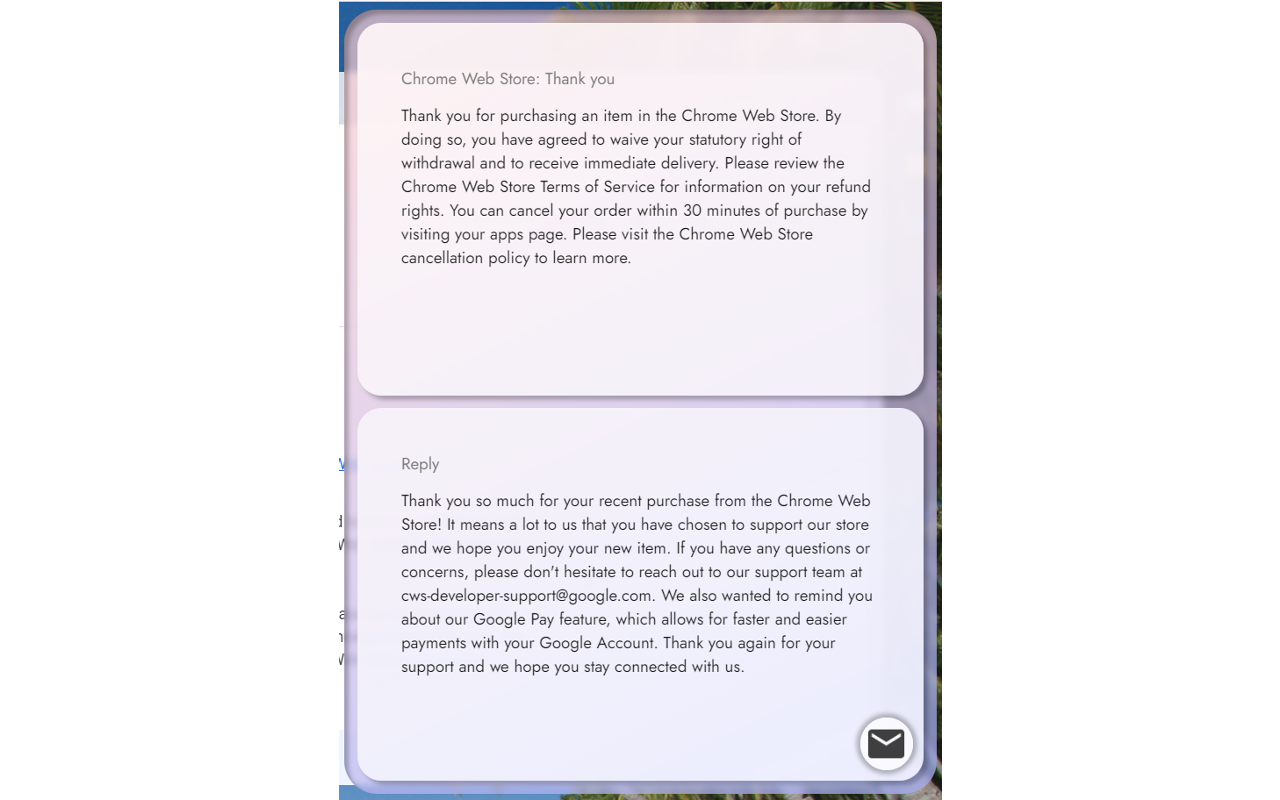 Chrome Web Store: Thank you
Thank you for purchasing an item in the Chrome Web Store. By
doing so, you have agreed to waive your statutory right of
withdrawal and to receive immediate delivery. Please review the
Chrome Web Store Terms of Service for information on your refund
rights. You can cancel your order within 30 minutes of purchase by
visiting your apps page. Please visit the Chrome Web Store
cancellation policy to learn more.
Reply
Thank you so much for your recent purchase from the Chrome Web
Store! It means a lot to us that you have chosen to support our store
and we hope you enjoy your new item. If you have any questions or
concerns, please don't hesitate to reach out to our support team at
cws-developer-support@google.com. We also wanted to remind you
about our Google Pay feature, which allows for faster and easier
payments with your Google Account. Thank you again for your
support and we hope you stay connected with us.